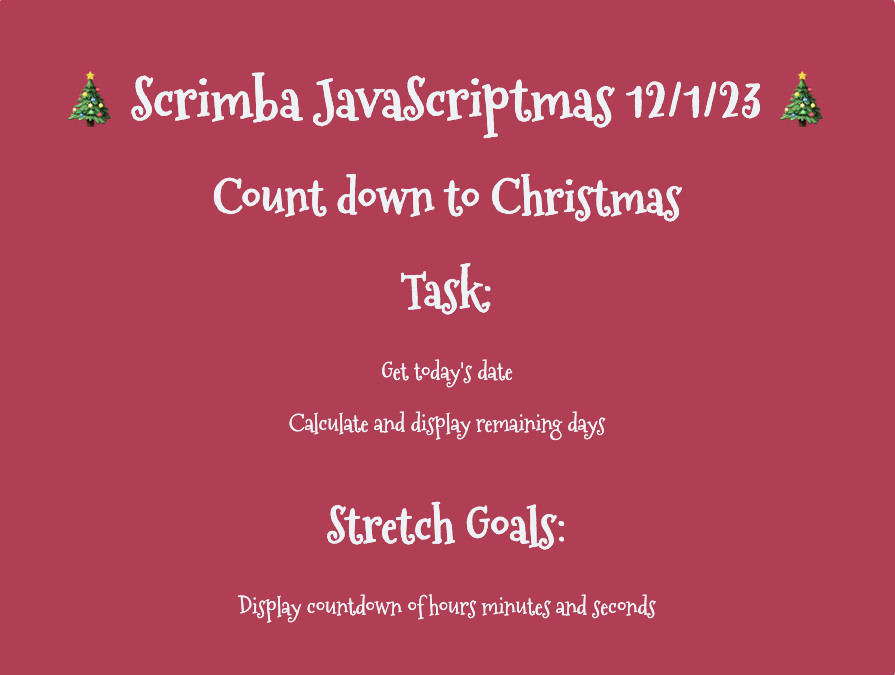 Scrimba JavaScriptmas 12/1/23
Count down to Christmas
Task:
Get today's date
Calculate and display remaining days
Stretch Goals:
Display countdown of hours minutes and seconds